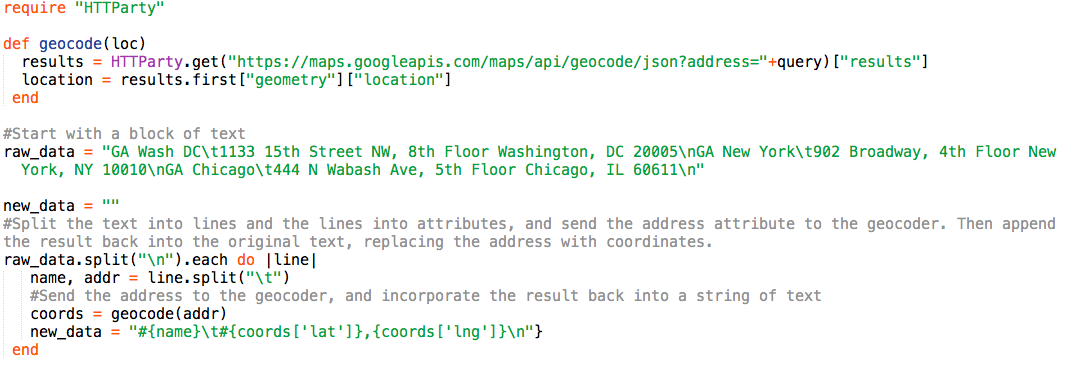 require "HTTParty"
def geocode(loc)
results = HTTParty.get("https://maps.googleapis.com/maps/api/geocode/json?address="+query)["results"]
location = results.first["geometry"]["location"]
end
#Start with a block of text
raw_data = "GA Wash DC\t1133 15th Street NW, 8th Floor Washington, DC 20005\nGA New York\t902 Broadway, 4th Floor New
York, NY 10010\nGA Chicago\t444 N Wabash Ave, 5th Floor Chicago, IL 60611\n"
new_data = ""
#Split the text into lines and the lines into attributes, and send the address attribute to the geocoder. Then append
the result back into the original text, replacing the address with coordinates.
raw_data.split("\n").each do |line|
name, addr = line.split("\t")
#Send the address to the geocoder, and incorporate the result back into a string of text
coords = geocode(addr)
new_data = "#{name}\t#{coords['lat']},{coords['lng']}\n"}
end